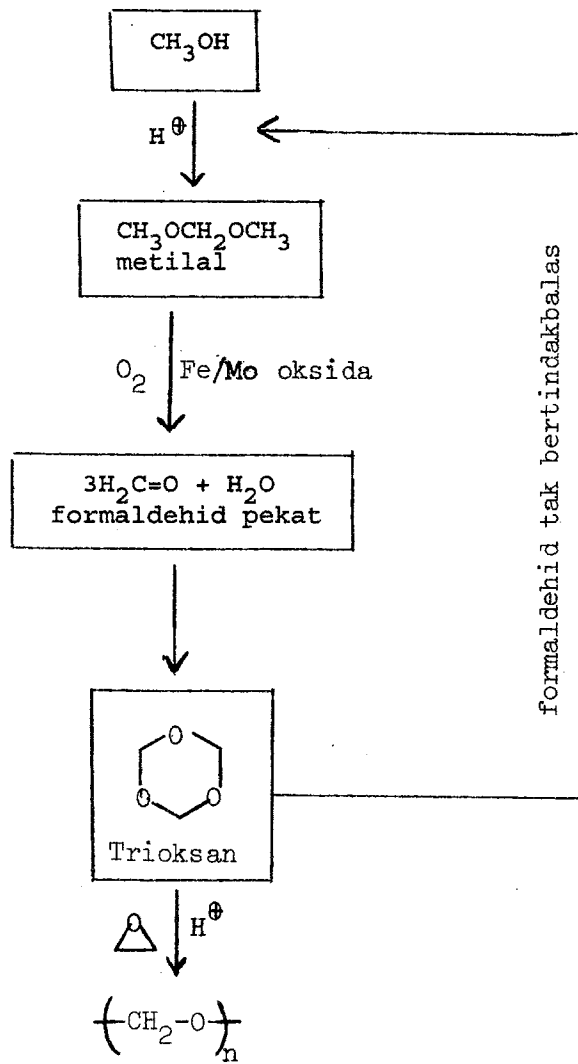 CH₃OH
H⊕
CH₃OCH₂OCH₃
metilal
O₂ Fe/Mo oksida
3H₂C=O + H₂O
formaldehid pekat
formaldehid tak bertindakbalas
O
O O
Trioksan
O H⊕
(CH₂-O)n